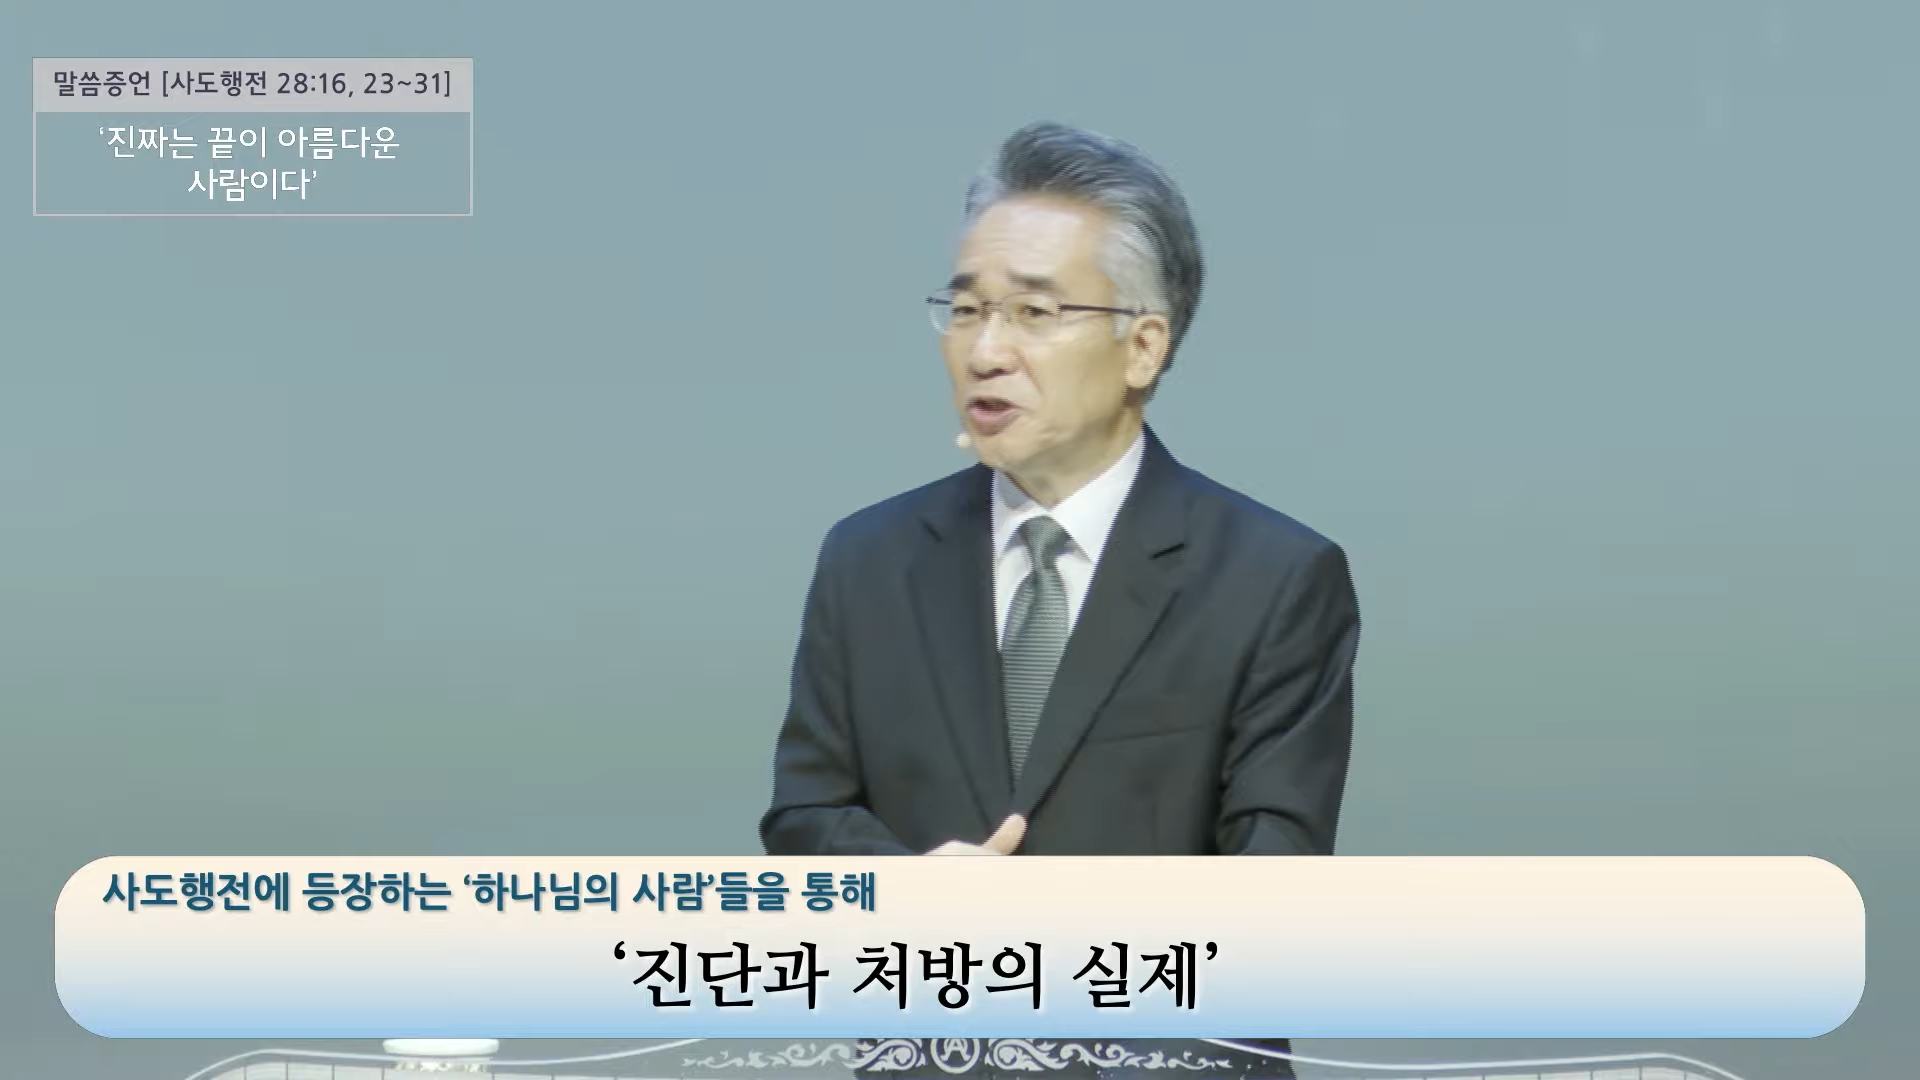 말씀증언 [사도행전 28:16, 23~31]
‘진짜는 끝이 아름다운
사람이다’
사도행전에 등장하는 ‘하나님의 사람’들을 통해
‘진단과 처방의 실제’